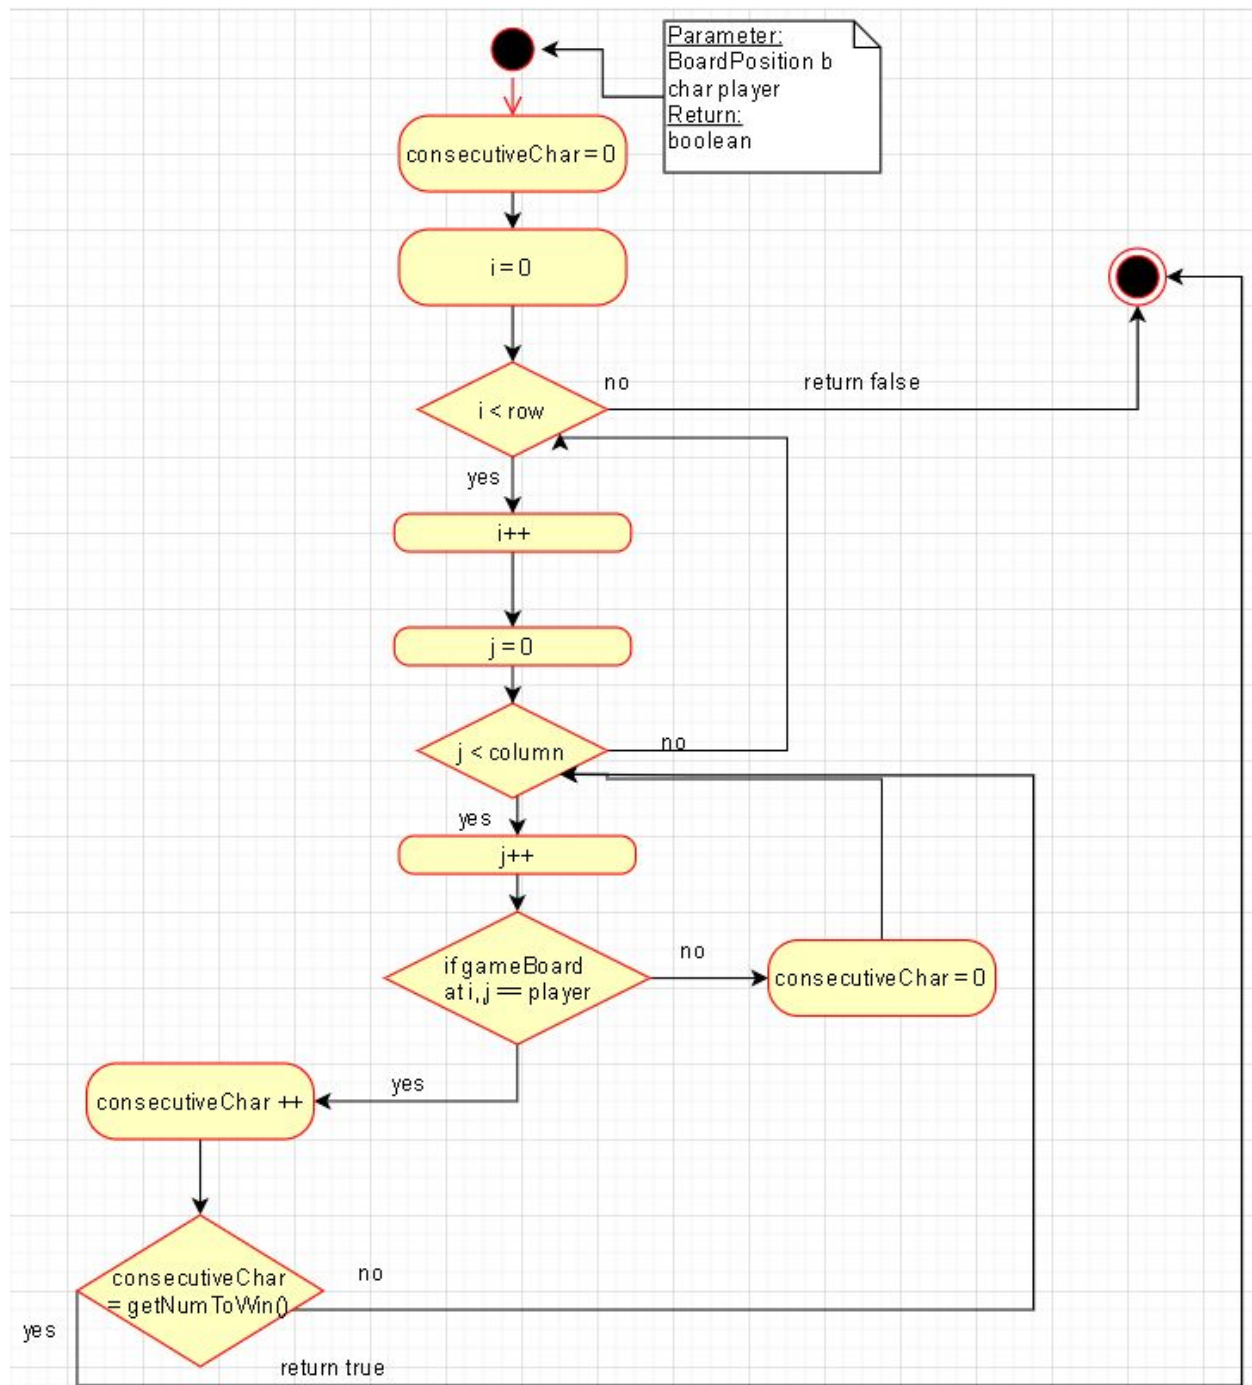 Parameter:
BoardPosition b
char player
Return:
boolean
consecutiveChar = 0
i = 0
i < row
no
return false
yes
i++
j = 0
j < column
no
yes
j++
if gameBoard
at i, j == player
no
consecutiveChar = 0
yes
consecutiveChar ++
consecutiveChar
= getNumToWin()
no
yes
return true